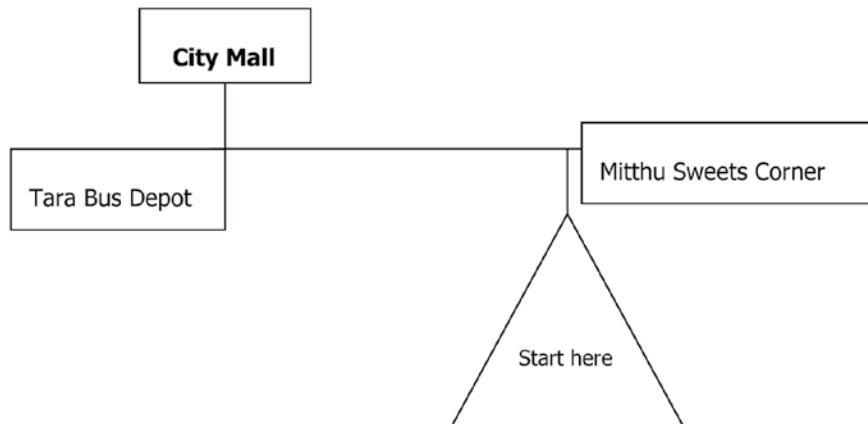 City Mall
Mitthu Sweets Corner
Tara Bus Depot
Start here